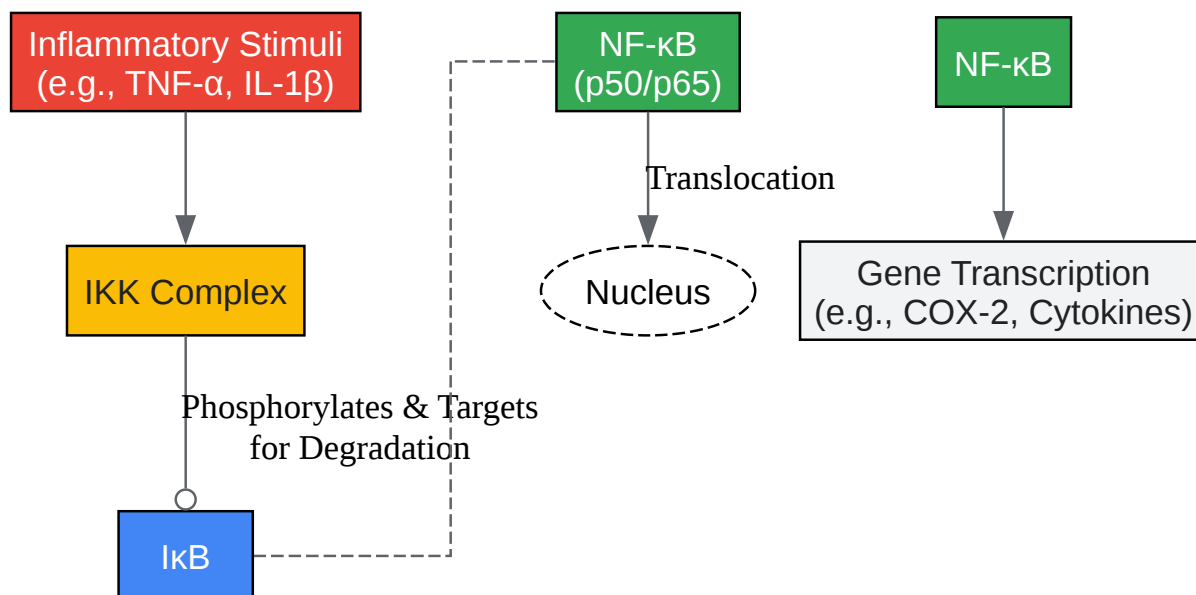 Inflammatory Stimuli
(e.g., TNF-α, IL-1β)
NF-κB
(p50/p65)
NF-κB
Translocation
IKK Complex
Nucleus
Gene Transcription
(e.g., COX-2, Cytokines)
Phosphorylates & Targets
for Degradation
IκB